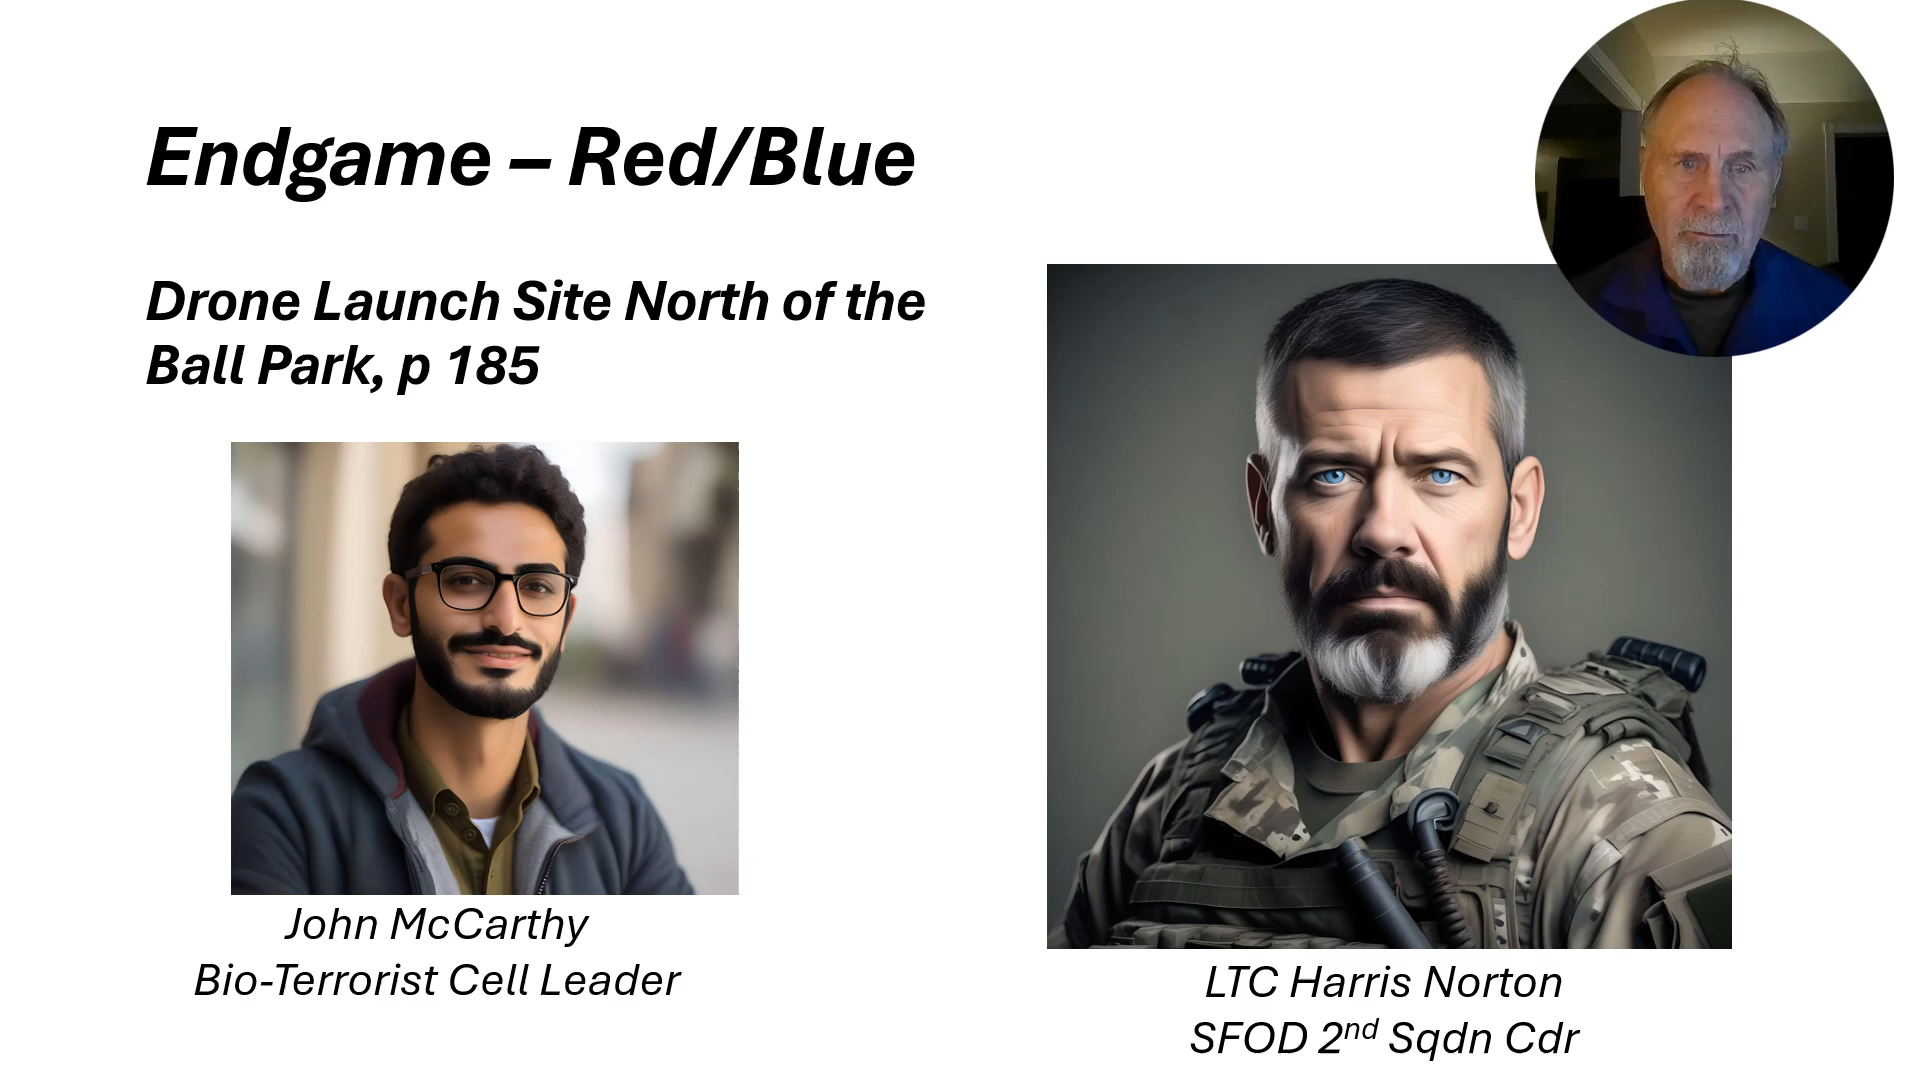 Endgame – Red/Blue
Drone Launch Site North of the
Ball Park, p 185
John McCarthy
Bio-Terrorist Cell Leader
LTC Harris Norton
SFOD 2nd Sqdn Cdr